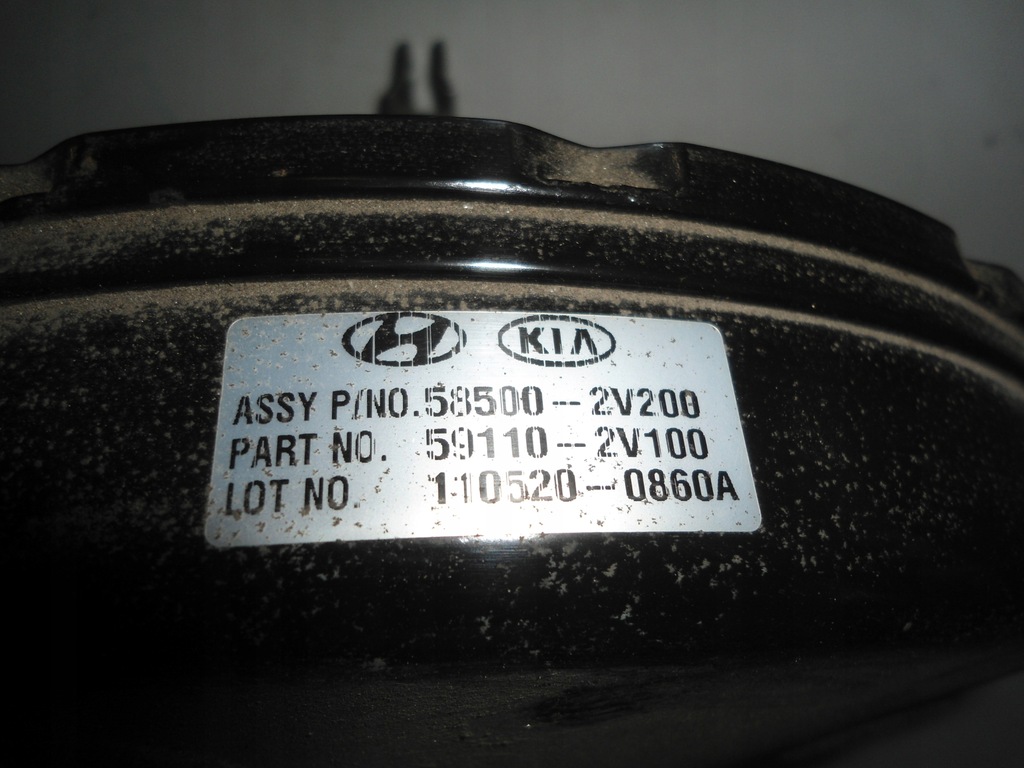 KIA
ASSY P/NO. 58500--2V200
PART NO. 59110--2V100
LOT NO. 110520--0860A